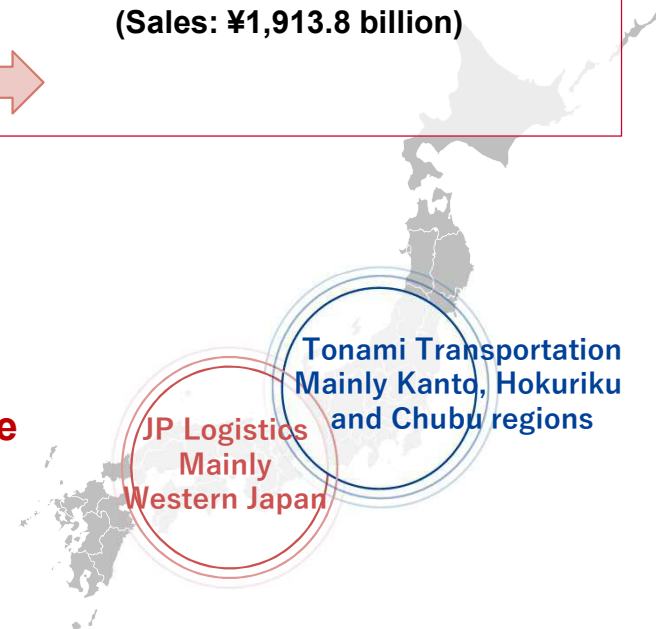 (Sales: ¥1,913.8 billion)
Tonami Transportation
Mainly Kanto, Hokuriku
and Chubu regions
e
JP Logistics
Mainly
Western Japan